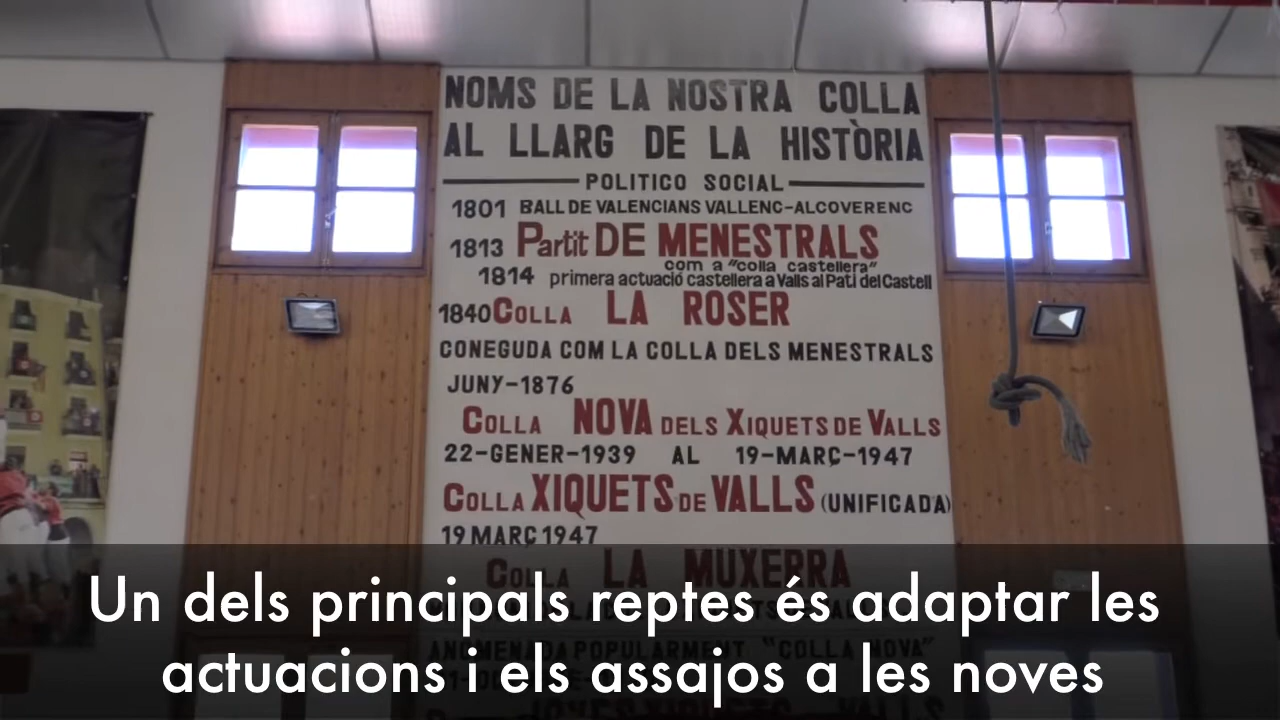 NOMS DE LA NOSTRA COLLA
AL LLARG DE LA HISTÒRIA
POLITICO SOCIAL
1801 BALL DE VALENCIANS VALLENC-ALCOVERENC
1813 Partit DE MENESTRALS
com a "colla castellera"
1814 primera actuació castellera a Valls al Pati del Castell
1840 COLLA LA ROSER
CONEGUDA COM LA COLLA DELS MENESTRALS
JUNY-1876
COLLA NOVA DELS XIQUETS DE VALLS
22-GENER-1939 AL 19-MARÇ-1947
COLLA XIQUETS DE VALLS (UNIFICADA)
19 MARÇ 1947
COLLA LA MUXERRA
ANOMENADA POPULARMENT "COLLA NOVA"
Un dels principals reptes és adaptar les
actuacions i els assajos a les noves